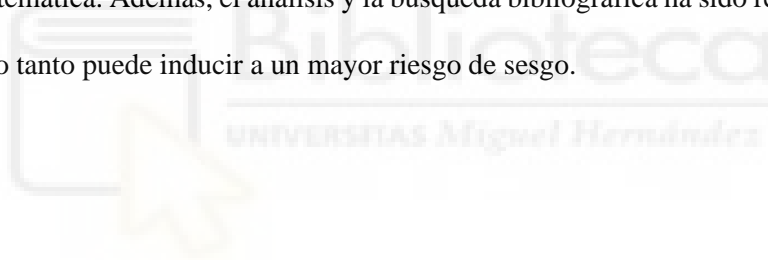 temática. Además, el análisis y la búsqueda bibliográfica ha sido re
o tanto puede inducir a un mayor riesgo de sesgo.
Biblioteca
UNIVERSITAS Miguel Hernández